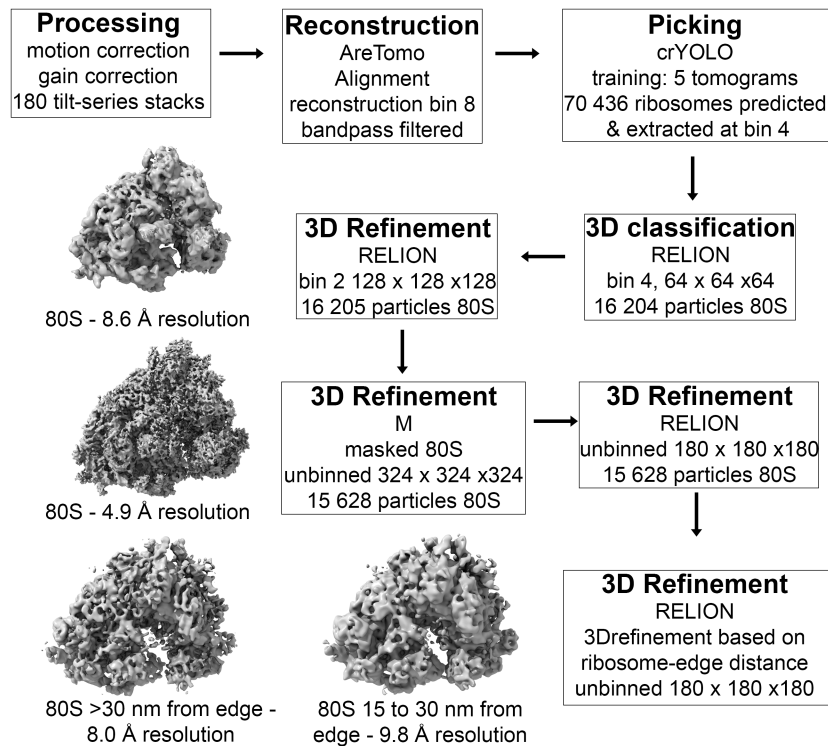 Processing
motion correction
gain correction
180 tilt-series stacks
Reconstruction
AreTomo
Alignment
reconstruction bin 8
bandpass filtered
Picking
crYOLO
training: 5 tomograms
70 436 ribosomes predicted
& extracted at bin 4
3D classification
RELION
bin 4, 64 x 64 x64
16 204 particles 80S
3D Refinement
RELION
bin 2 128 x 128 x128
16 205 particles 80S
80S - 8.6 Å resolution
3D Refinement
M
masked 80S
unbinned 324 x 324 x324
15 628 particles 80S
3D Refinement
RELION
unbinned 180 x 180 x180
15 628 particles 80S
80S - 4.9 Å resolution
3D Refinement
RELION
3Drefinement based on
ribosome-edge distance
unbinned 180 x 180 x180
80S >30 nm from edge -
8.0 Å resolution
80S 15 to 30 nm from
edge - 9.8 Å resolution